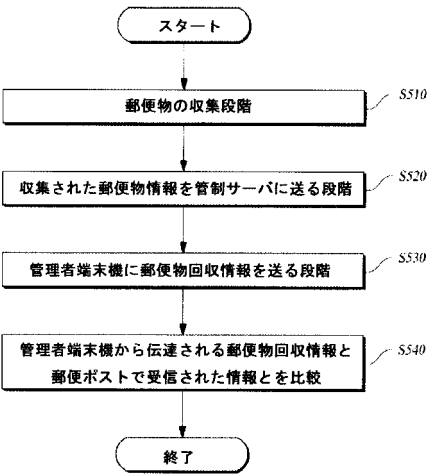 スタート
郵便物の収集段階
S510
収集された郵便物情報を管制サーバに送る段階
S520
管理者端末機に郵便物回収情報を送る段階
S530
管理者端末機から伝達される郵便物回収情報と
郵便ポストで受信された情報とを比較
S540
終了